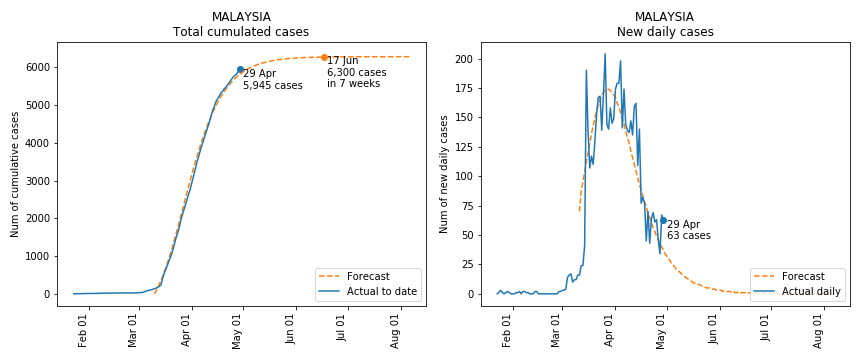 MALAYSIA
Total cumulated cases
Num of cumulative cases
6000
5000
4000
3000
2000
1000
0
29 Apr
5,945 cases
17 Jun
6,300 cases
in 7 weeks
Forecast
Actual to date
Feb 01
Mar 01
Apr 01
May 01
Jun 01
Jul 01
Aug 01
MALAYSIA
New daily cases
Num of new daily cases
200
175
150
125
100
75
50
25
0
29 Apr
63 cases
Forecast
Actual daily
Feb 01
Mar 01
Apr 01
May 01
Jun 01
Jul 01
Aug 01